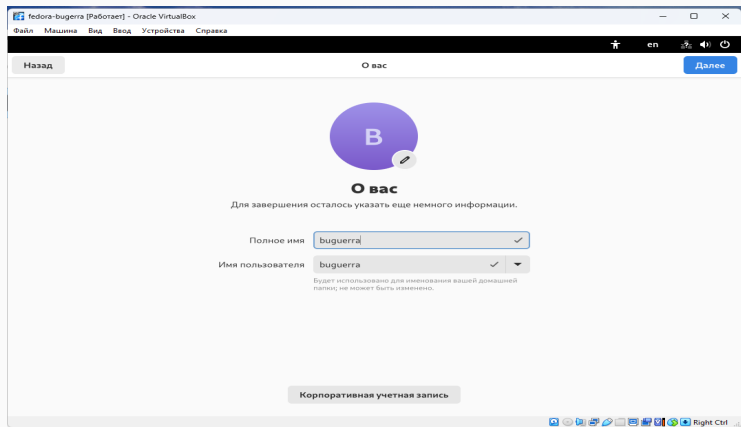 fedora-bugerra [Работает] - Oracle VirtualBox
Файл Машина Вид Ввод Устройства Справка
en
Назад О вас Далее
B
О вас
Для завершения осталось указать еще немного информации.
Полное имя buguerra
Имя пользователя buguerra
Будет использовано для именования вашей домашней
папки; не может быть изменено.
Корпоративная учетная запись
Right Ctrl